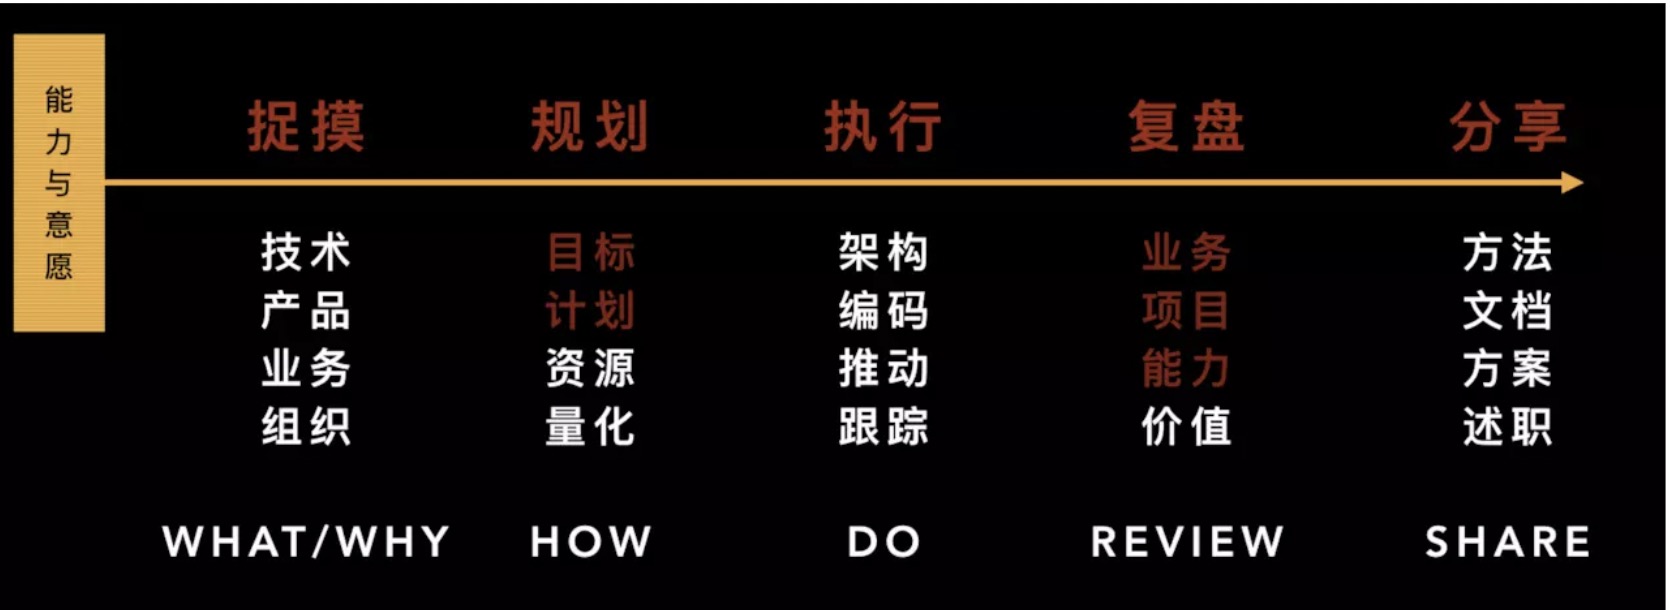 能力与意愿
捉摸 规划 执行 复盘 分享
技术 目标 架构 业务 方法
产品 计划 编码 项目 文档
业务 资源 推动 能力 方案
组织 量化 跟踪 价值 述职
WHAT/WHY HOW DO REVIEW SHARE